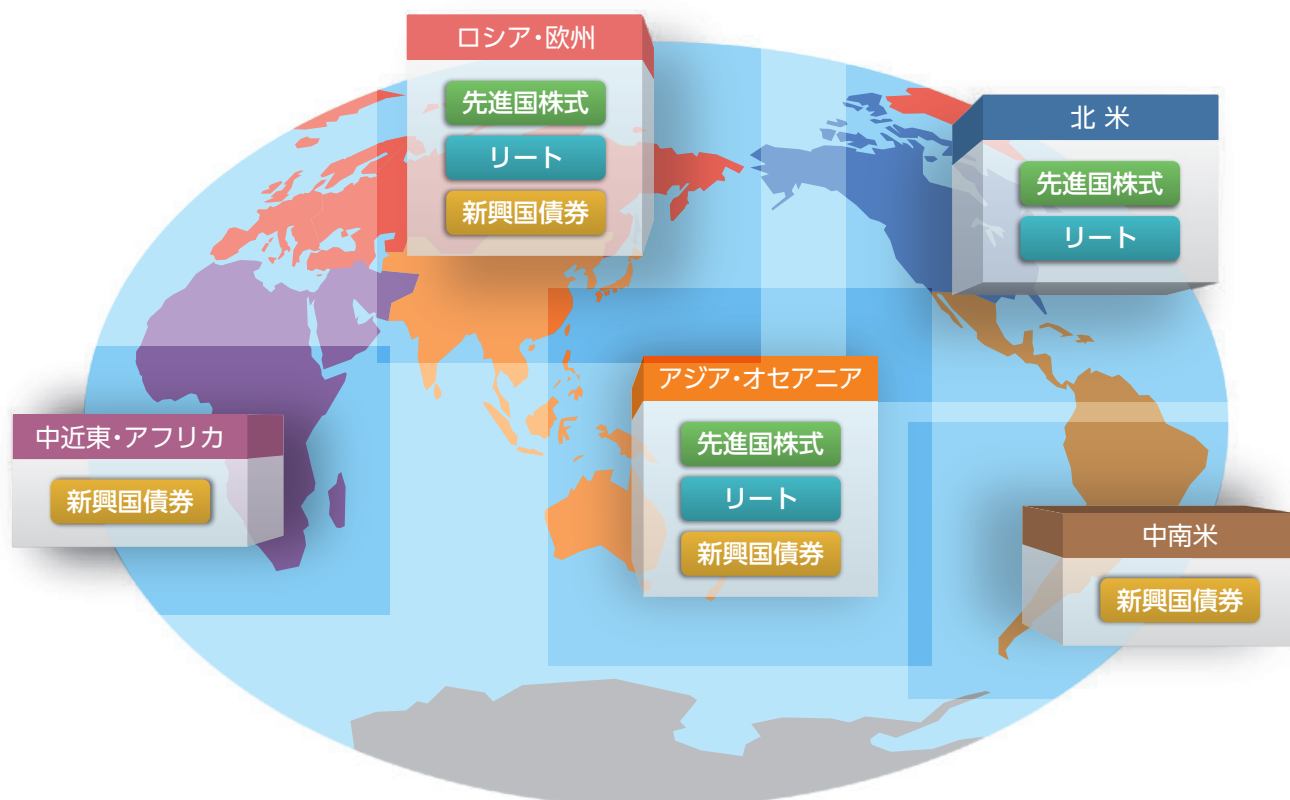 ロシア・欧州
先進国株式
リート
新興国債券
北 米
先進国株式
リート
アジア・オセアニア
先進国株式
リート
新興国債券
中近東・アフリカ
新興国債券
中南米
新興国債券